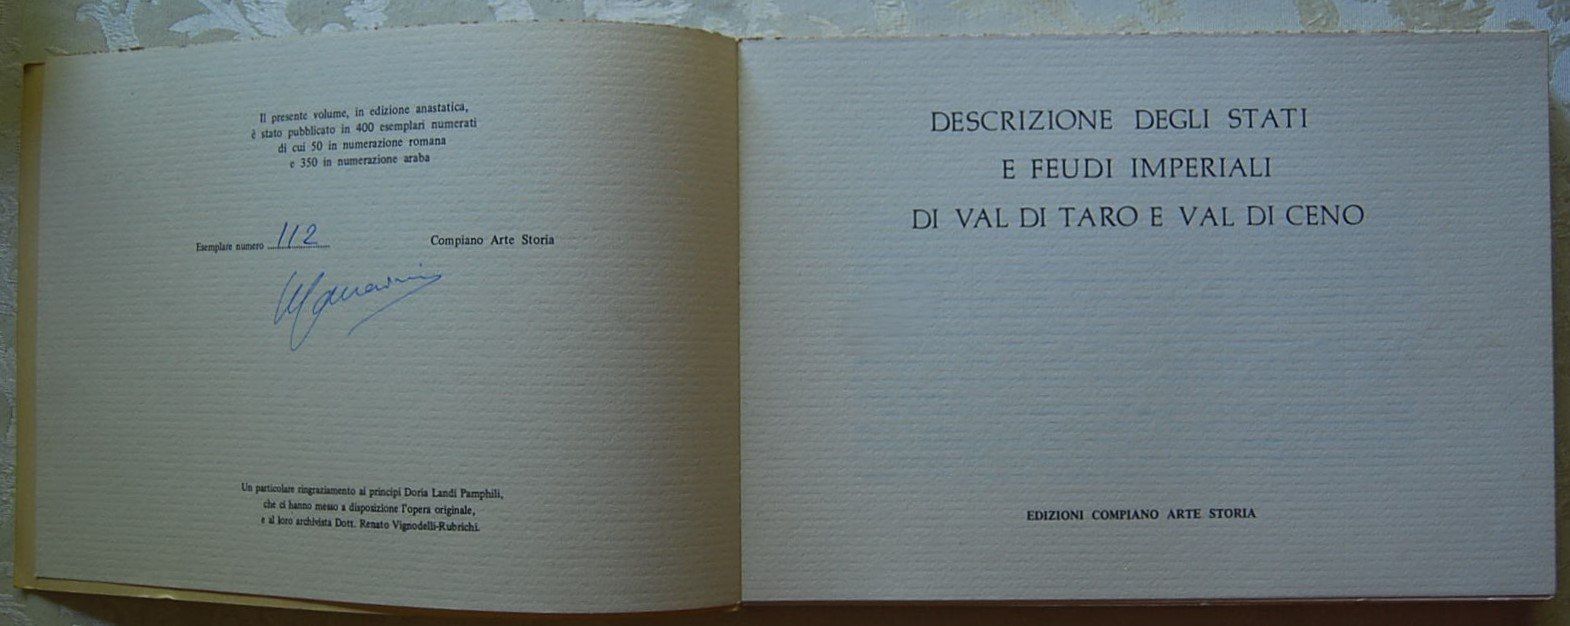 Il presente volume, in edizione anastatica,
è stato pubblicato in 400 esemplari numerati
di cui 50 in numerazione romana
e 350 in numerazione araba
Esemplare numero 112
Compiano Arte Storia
Un particolare ringraziamento ai principi Doria Landi Pamphili,
che ci hanno messo a disposizione l'opera originale,
e al loro archivista Dott. Renato Vignodelli-Rubrichi.
DESCRIZIONE DEGLI STATI
E FEUDI IMPERIALI
DI VAL DI TARO E VAL DI CENO
EDIZIONI COMPIANO ARTE STORIA